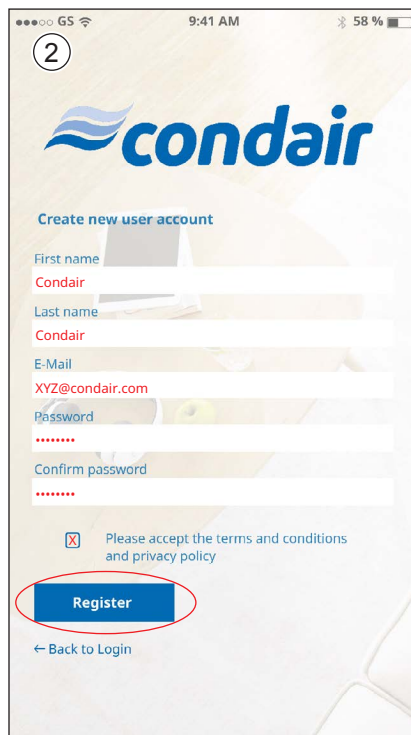 GS 9:41 AM 58 %
2
condair
Create new user account
First name
Condair
Last name
Condair
E-Mail
XYZ@condair.com
Password
••••••••
Confirm password
••••••••
X Please accept the terms and conditions
and privacy policy
Register
← Back to Login